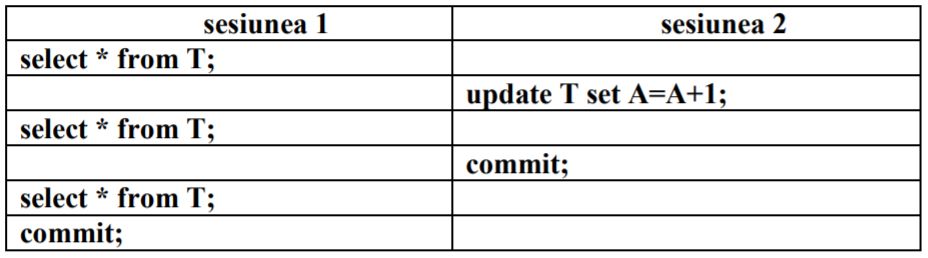 sesiunea 1 sesiunea 2
select * from T;
update T set A=A+1;
select * from T;
commit;
select * from T;
commit;